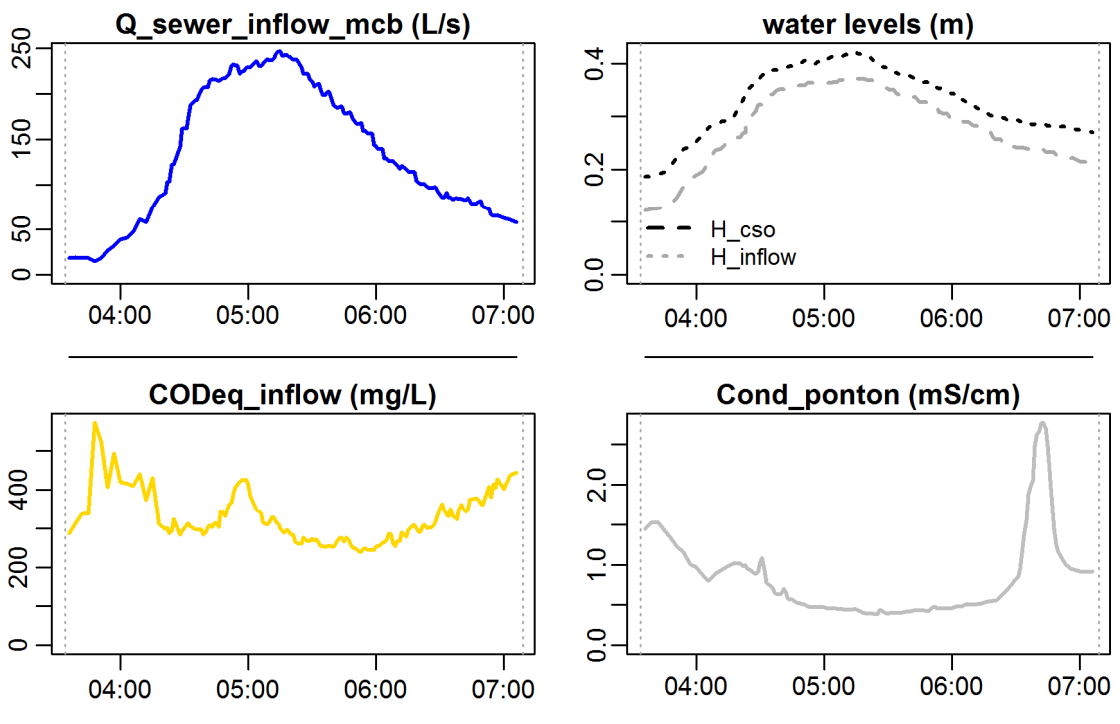 Q_sewer_inflow_mcb (L/s)
250
150
50
0
04:00 05:00 06:00 07:00
water levels (m)
0.4
0.2
0.0
H_cso
H_inflow
04:00 05:00 06:00 07:00
CODeq_inflow (mg/L)
400
200
0
04:00 05:00 06:00 07:00
Cond_ponton (mS/cm)
2.0
1.0
0.0
04:00 05:00 06:00 07:00